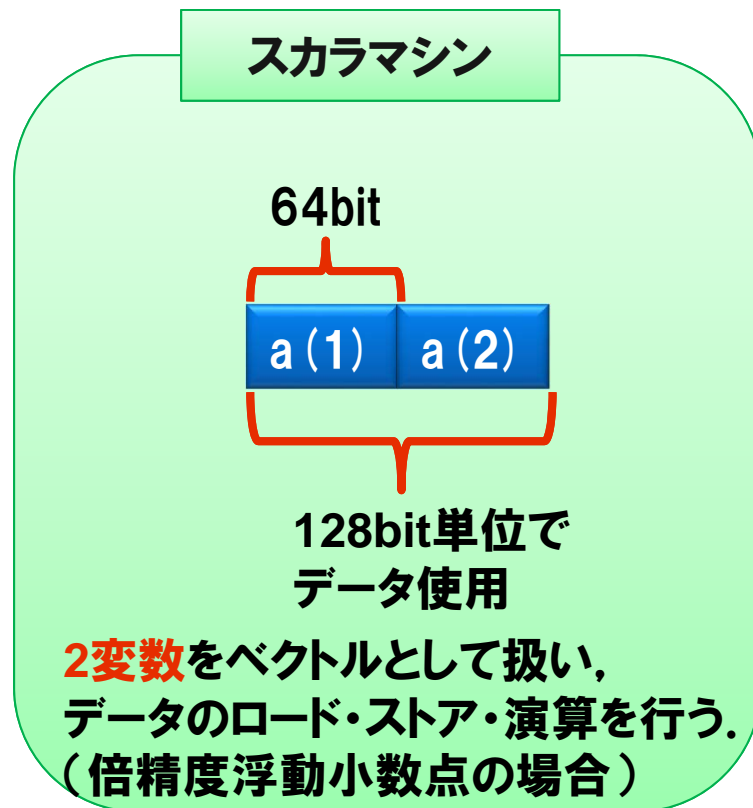 スカラマシン
64bit
a(1) a(2)
128bit単位で
データ使用
2変数をベクトルとして扱い,
データのロード・ストア・演算を行う.
(倍精度浮動小数点の場合)